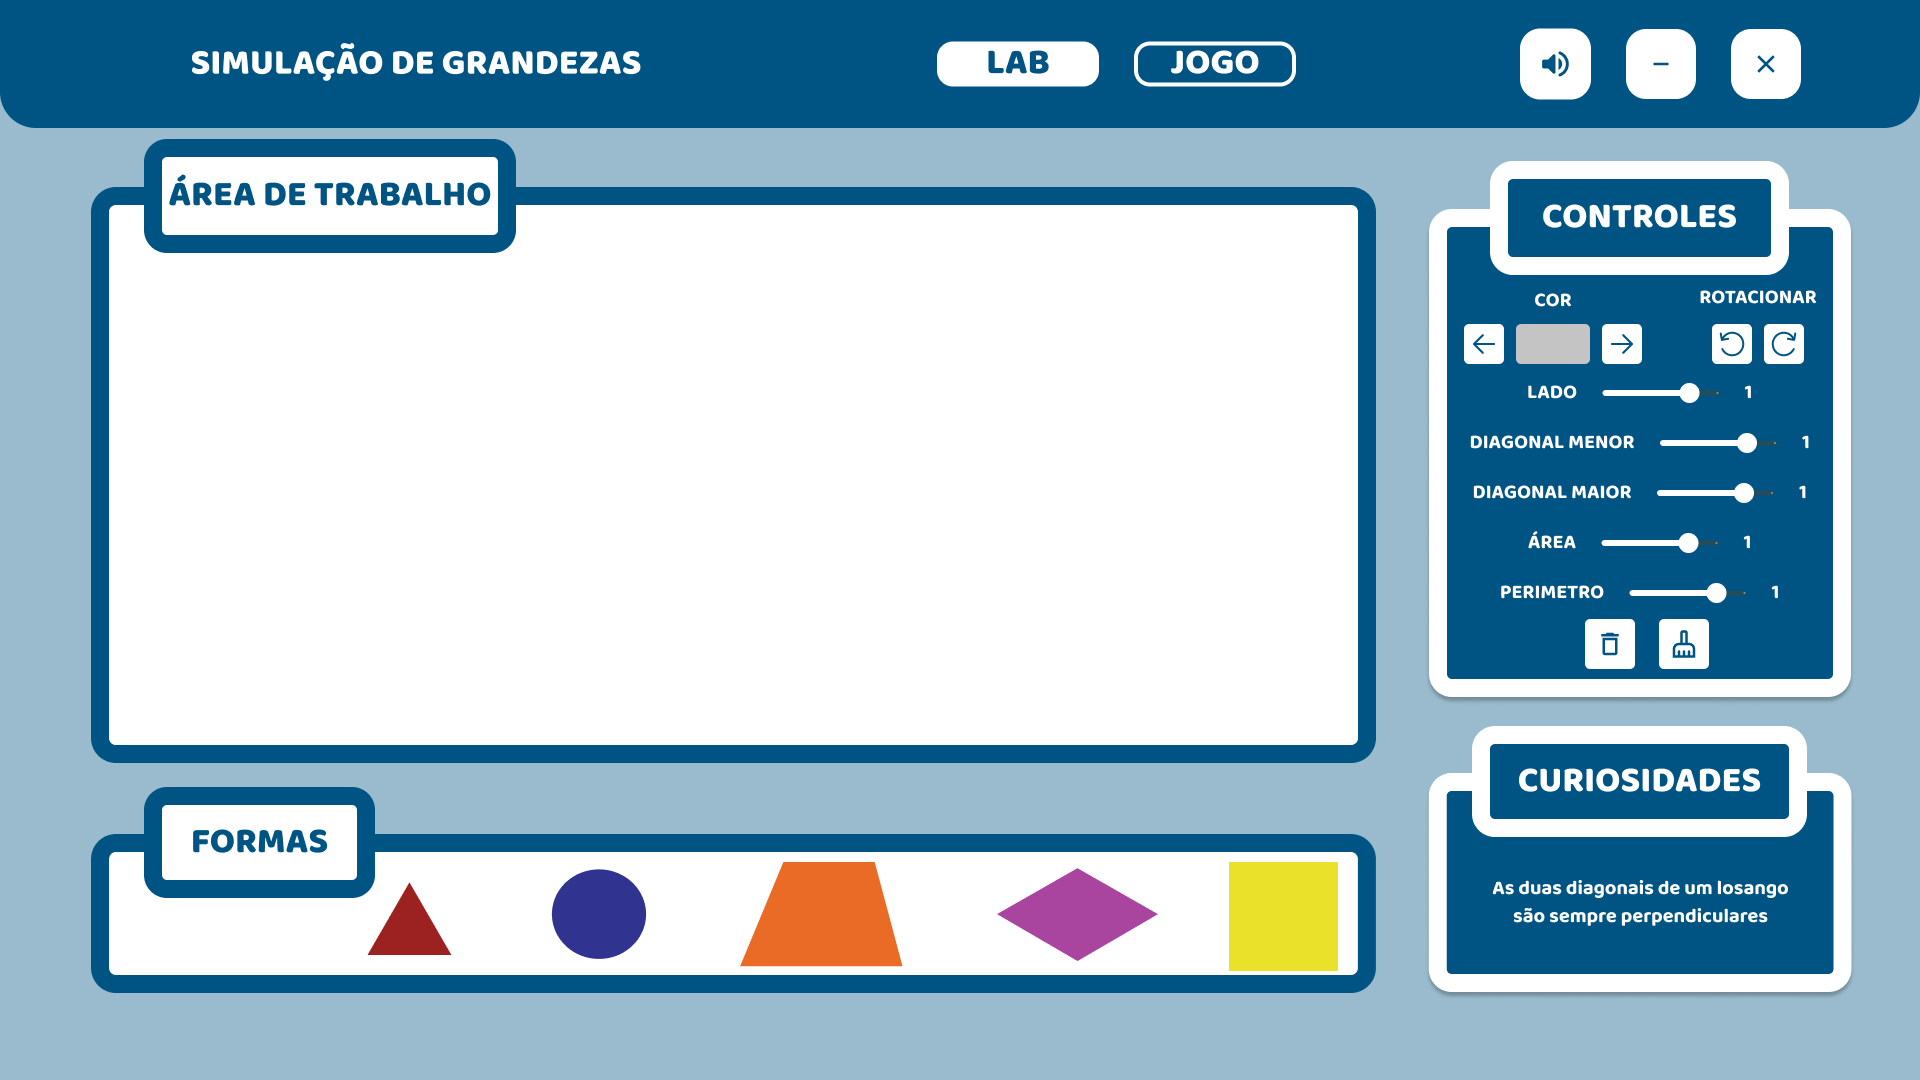 SIMULAÇÃO DE GRANDEZAS
LAB
JOGO
ÁREA DE TRABALHO
CONTROLES
COR
ROTACIONAR
LADO 1
DIAGONAL MENOR 1
DIAGONAL MAIOR 1
ÁREA 1
PERIMETRO 1
FORMAS
CURIOSIDADES
As duas diagonais de um losango
são sempre perpendiculares